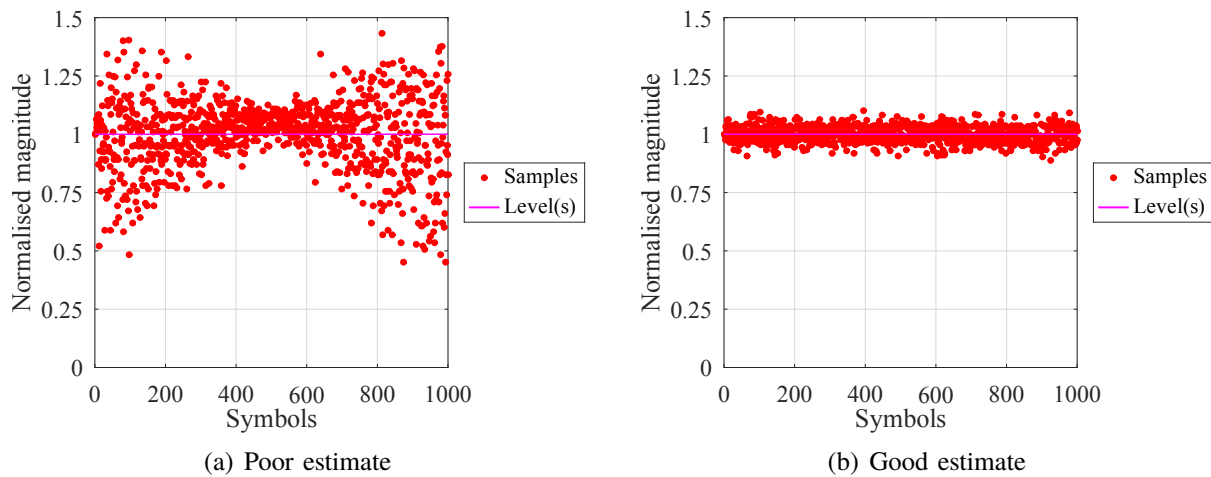 1.5
1.25
1
0.75
0.5
0.25
0
0 200 400 600 800 1000
Normalised magnitude
Symbols
Samples
Level(s)
(a) Poor estimate
1.5
1.25
1
0.75
0.5
0.25
0
0 200 400 600 800 1000
Normalised magnitude
Symbols
Samples
Level(s)
(b) Good estimate